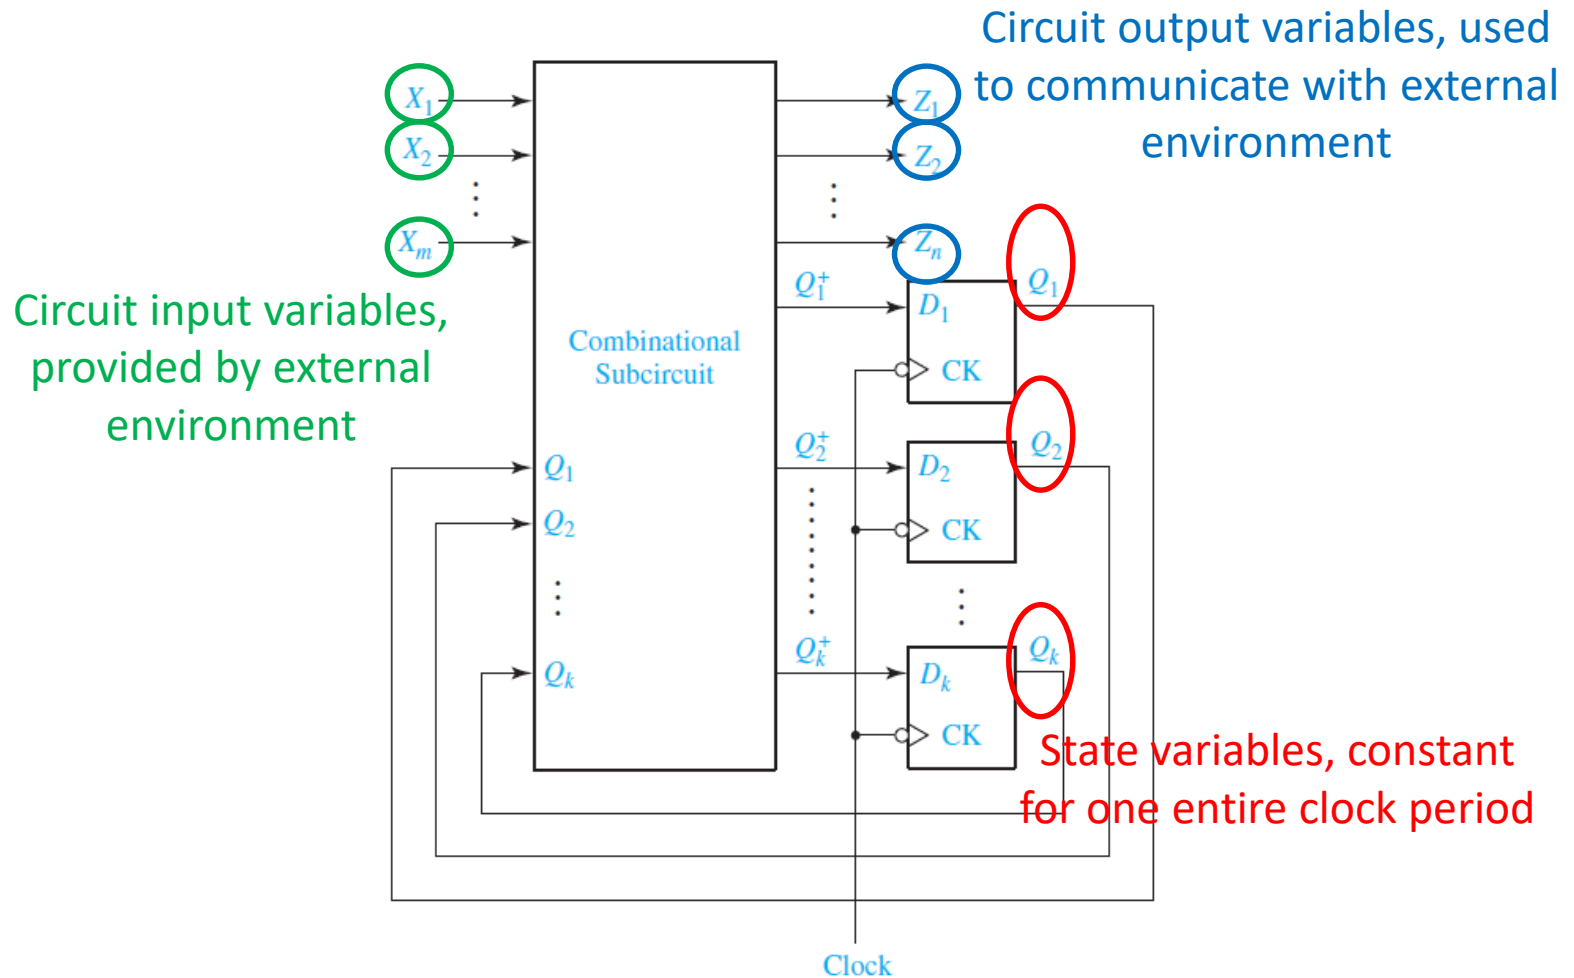 Circuit output variables, used
to communicate with external
environment
X₁
X₂
Xₘ
Z₁
Z₂
Zₙ
Circuit input variables,
provided by external
environment
Combinational
Subcircuit
Q₁⁺
D₁
CK
Q₁
Q₂⁺
D₂
CK
Q₂
Q₁
Q₂
Qₖ
Qₖ⁺
Dₖ
CK
Qₖ
State variables, constant
for one entire clock period
Clock